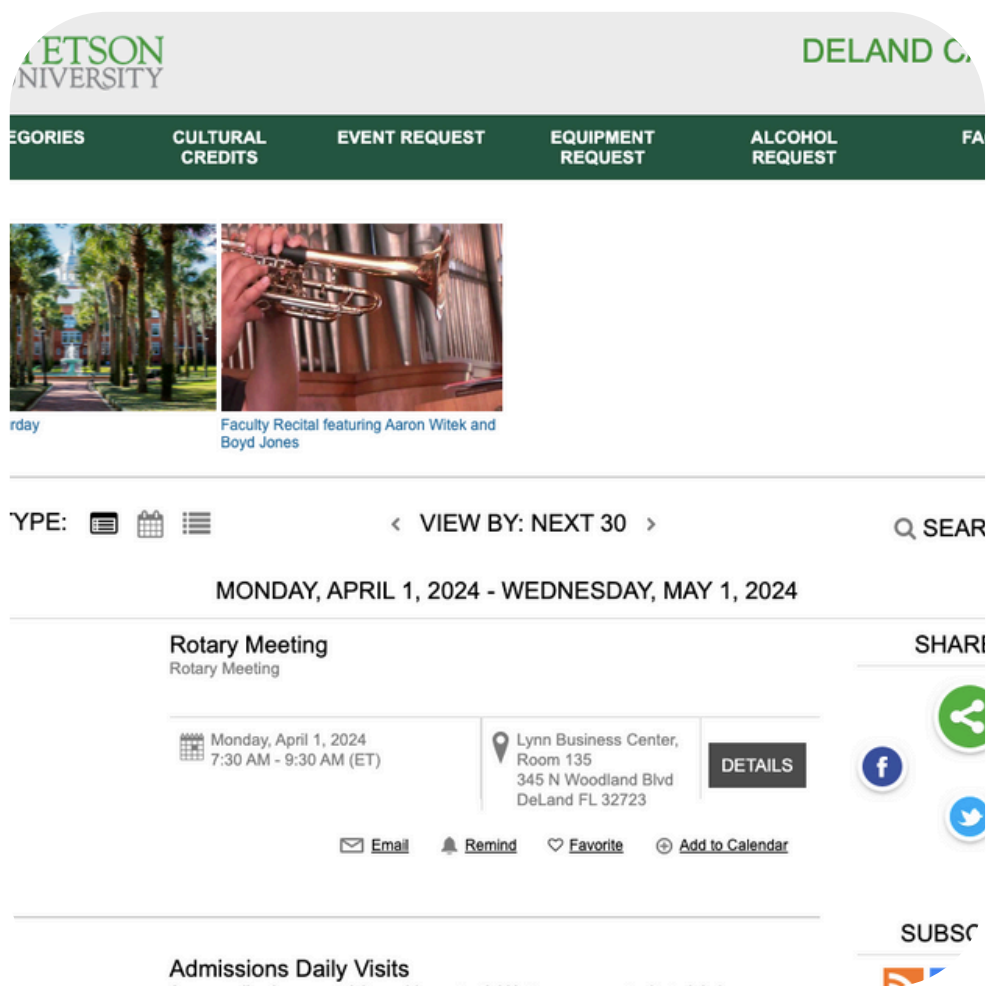 TETSON
NIVERSITY
DELAND CA
EGORIES
CULTURAL
CREDITS
EVENT REQUEST
EQUIPMENT
REQUEST
ALCOHOL
REQUEST
FA
rday
Faculty Recital featuring Aaron Witek and
Boyd Jones
YPE:
VIEW BY: NEXT 30
SEAR
MONDAY, APRIL 1, 2024 - WEDNESDAY, MAY 1, 2024
Rotary Meeting
Rotary Meeting
SHARE
Monday, April 1, 2024
7:30 AM - 9:30 AM (ET)
Lynn Business Center,
Room 135
345 N Woodland Blvd
DeLand FL 32723
DETAILS
Email
Remind
Favorite
Add to Calendar
SUBSC
Admissions Daily Visits